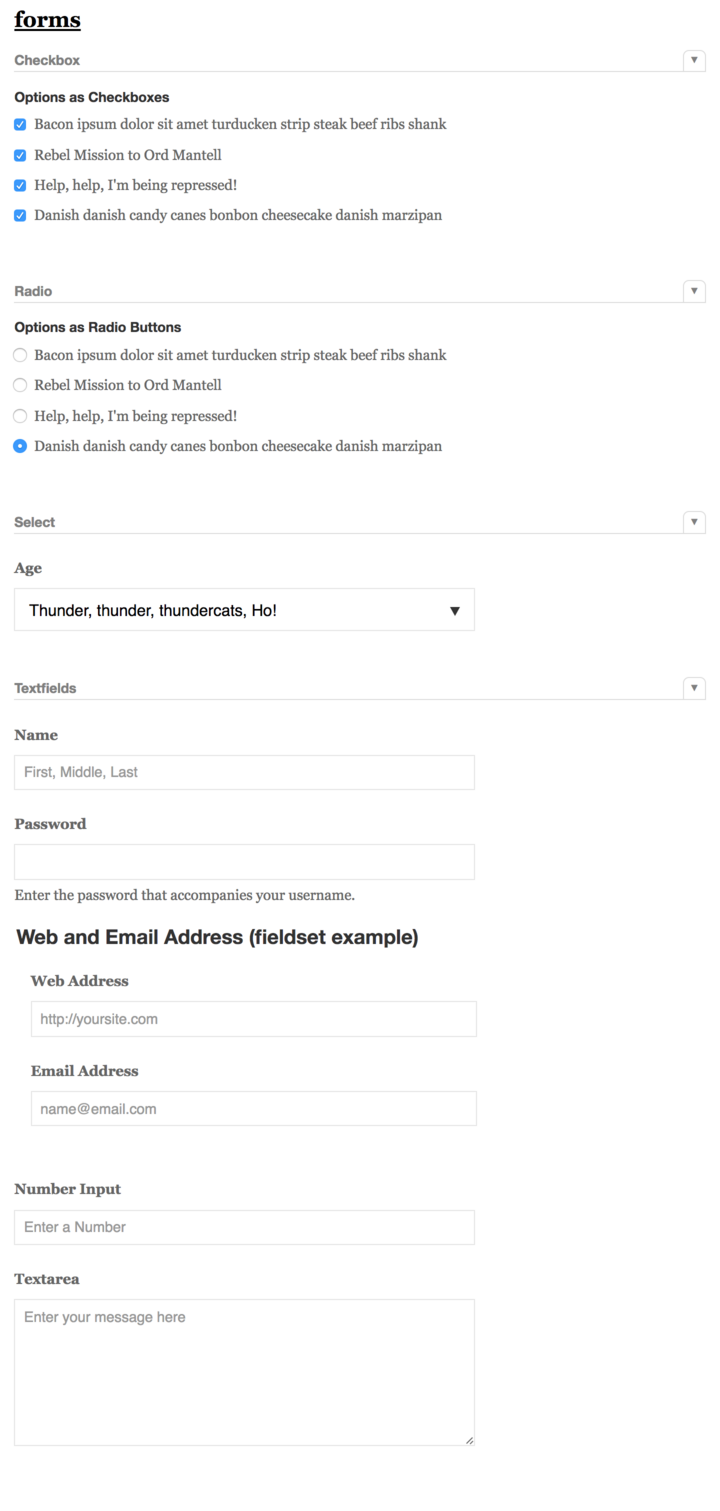 forms
Checkbox ▼
Options as Checkboxes
Bacon ipsum dolor sit amet turducken strip steak beef ribs shank
Rebel Mission to Ord Mantell
Help, help, I'm being repressed!
Danish danish candy canes bonbon cheesecake danish marzipan
Radio ▼
Options as Radio Buttons
Bacon ipsum dolor sit amet turducken strip steak beef ribs shank
Rebel Mission to Ord Mantell
Help, help, I'm being repressed!
Danish danish candy canes bonbon cheesecake danish marzipan
Select ▼
Age
Thunder, thunder, thundercats, Ho! ▼
Textfields ▼
Name
First, Middle, Last
Password
Enter the password that accompanies your username.
Web and Email Address (fieldset example)
Web Address
http://yoursite.com
Email Address
name@email.com
Number Input
Enter a Number
Textarea
Enter your message here